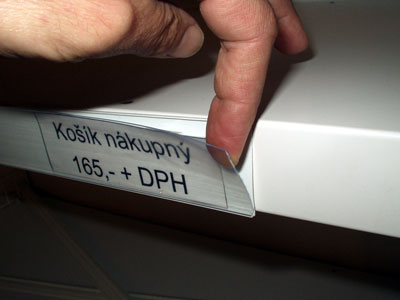 Košík nákupný
165,- + DPH